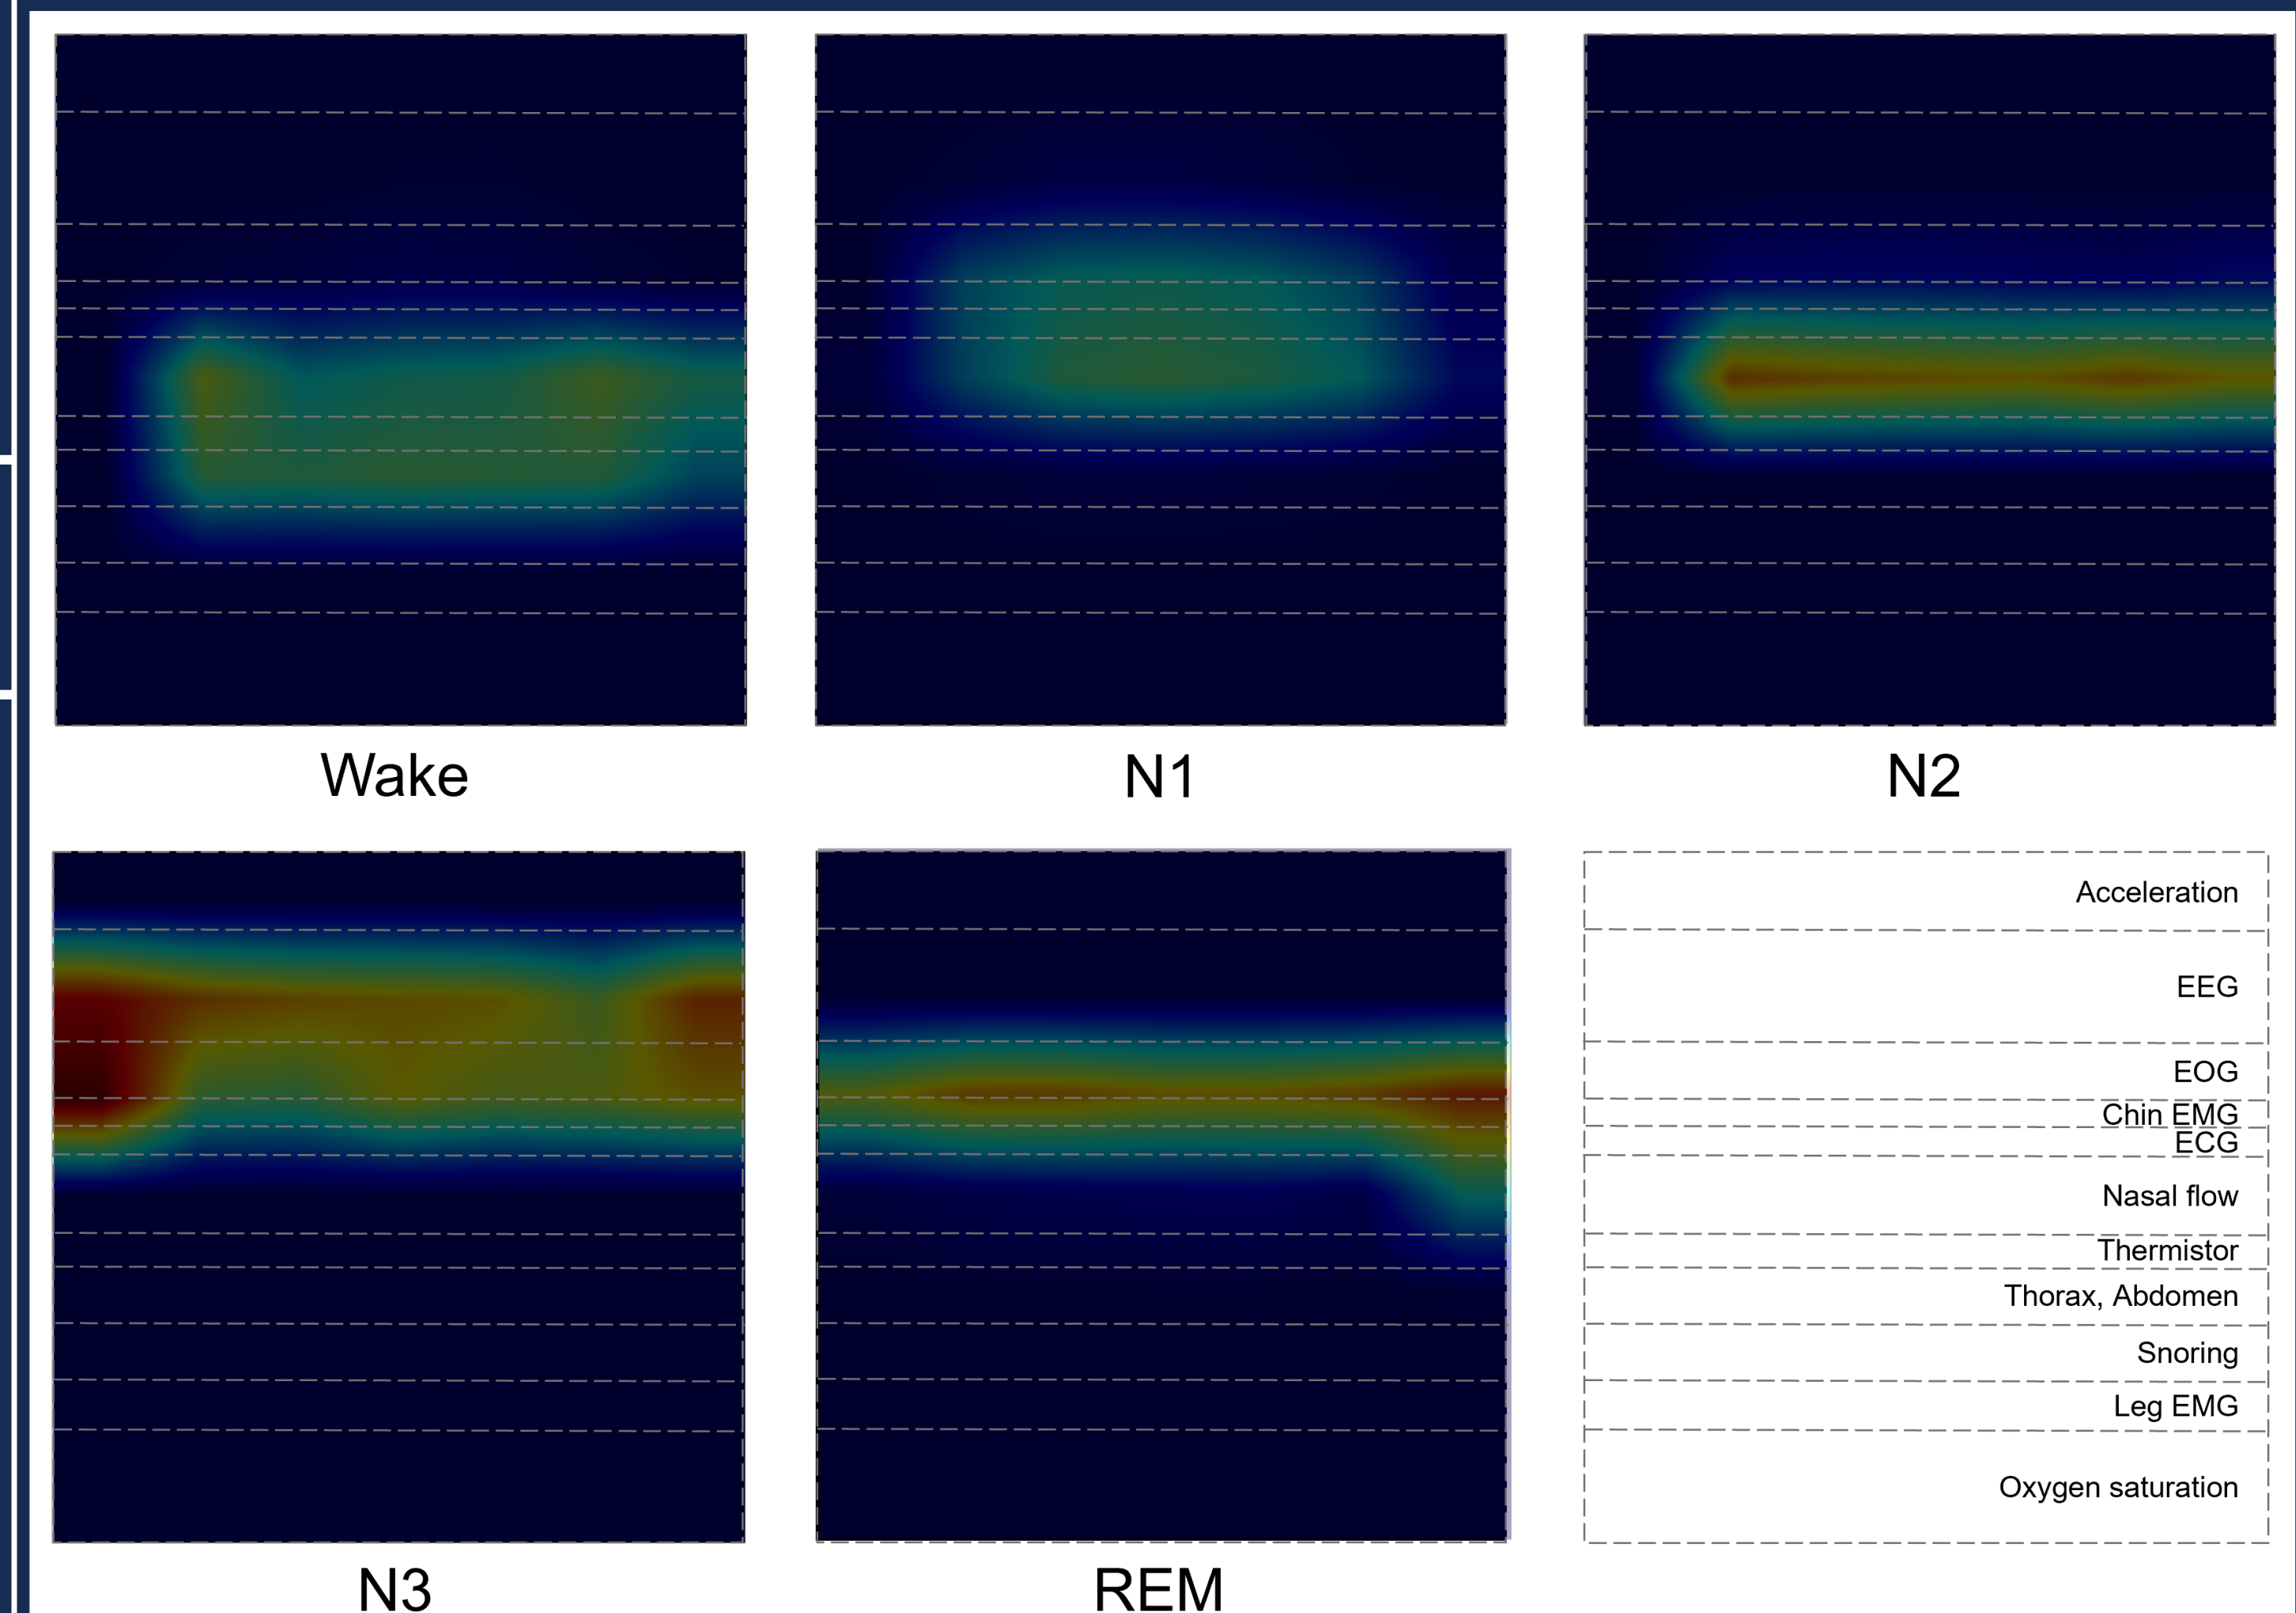 Wake
N1
N2
N3
REM
Acceleration
EEG
EOG
Chin EMG
ECG
Nasal flow
Thermistor
Thorax, Abdomen
Snoring
Leg EMG
Oxygen saturation